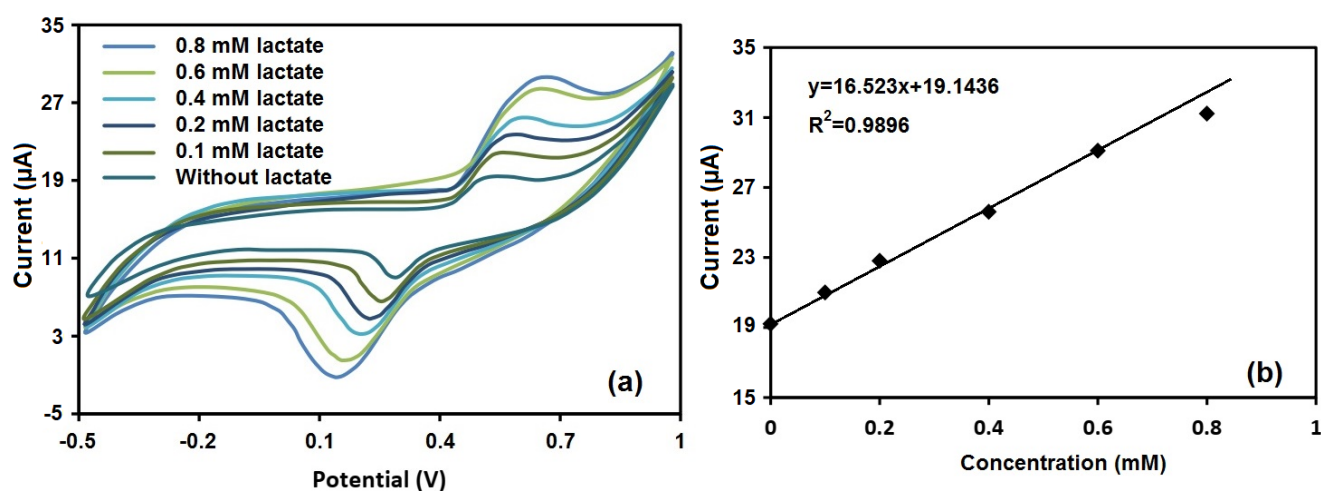 35
27
19
11
3
-5
Current (µA)
0.8 mM lactate
0.6 mM lactate
0.4 mM lactate
0.2 mM lactate
0.1 mM lactate
Without lactate
(a)
-0.5
-0.2
0.1
0.4
0.7
1
Potential (V)
35
31
27
23
19
15
Current (µA)
y=16.523x+19.1436
R²=0.9896
(b)
0
0.2
0.4
0.6
0.8
1
Concentration (mM)